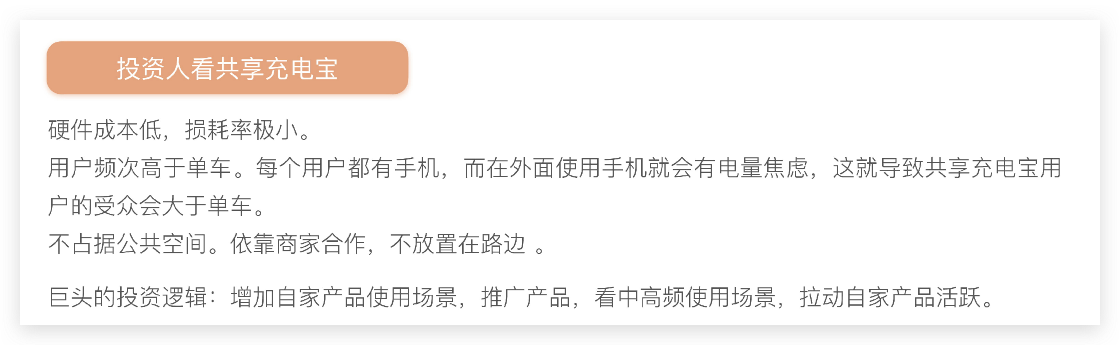 投资人看共享充电宝
硬件成本低，损耗率极小。
用户频次高于单车。每个用户都有手机，而在外面使用手机就会有电量焦虑，这就导致共享充电宝用
户的受众会大于单车。
不占据公共空间。依靠商家合作，不放置在路边 。
巨头的投资逻辑：增加自家产品使用场景，推广产品，看中高频使用场景，拉动自家产品活跃。